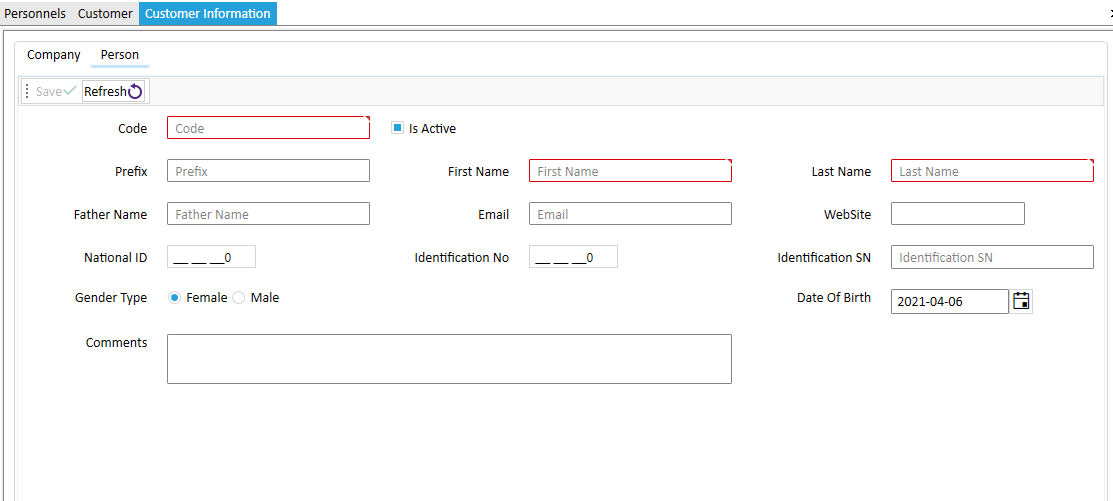 Personnels Customer Customer Information
Company Person
Save Refresh
Code Code Is Active
Prefix Prefix First Name First Name Last Name Last Name
Father Name Father Name Email Email WebSite
National ID __ __ __0 Identification No __ __ __0 Identification SN Identification SN
Gender Type Female Male Date Of Birth 2021-04-06
Comments